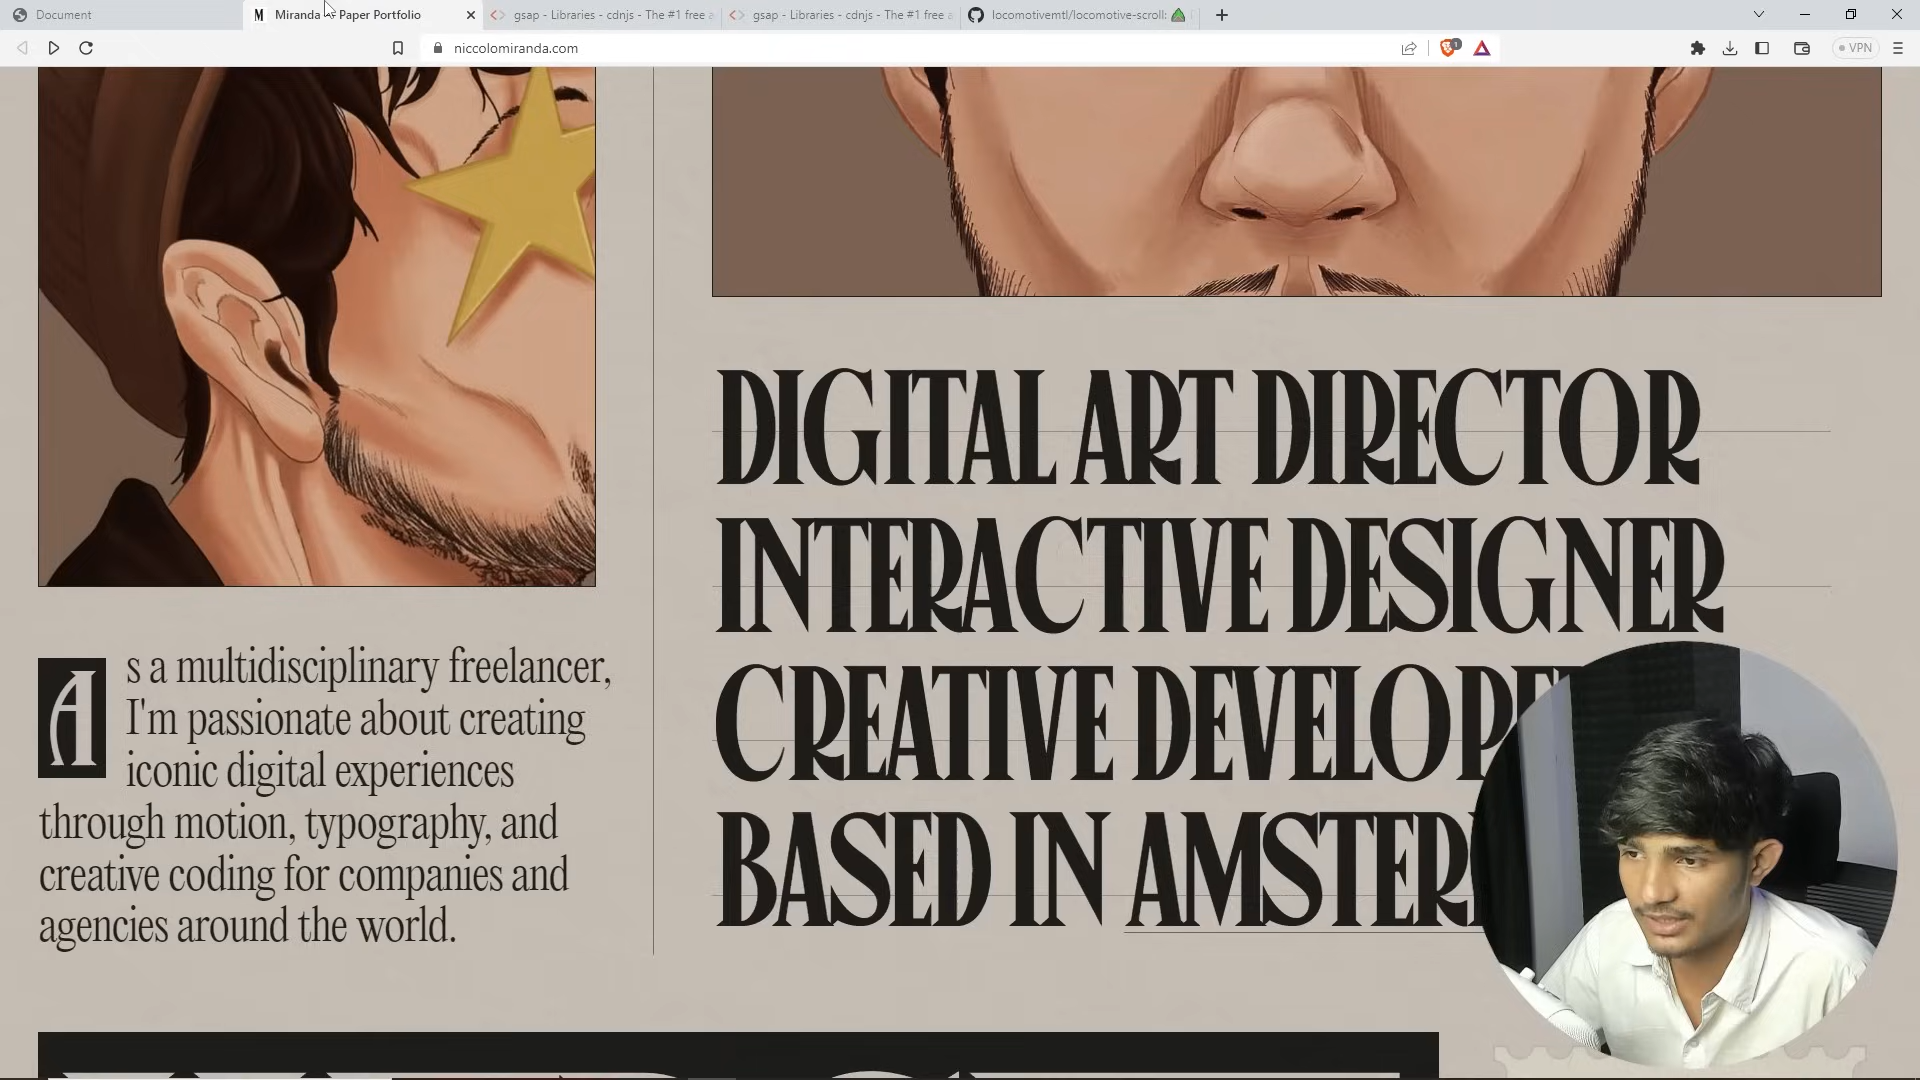 Document
Miranda
Paper Portfolio
gsap - Libraries - cdnjs - The #1 free
gsap - Libraries - cdnjs - The #1 free
locomotivemtl/locomotive-scroll:
niccolomiranda.com
1
VPN
As a multidisciplinary freelancer,
I'm passionate about creating
iconic digital experiences
through motion, typography, and
creative coding for companies and
agencies around the world.
DIGITAL ART DIRECTOR
INTERACTIVE DESIGNER
CREATIVE DEVELOPE
BASED IN AMSTER